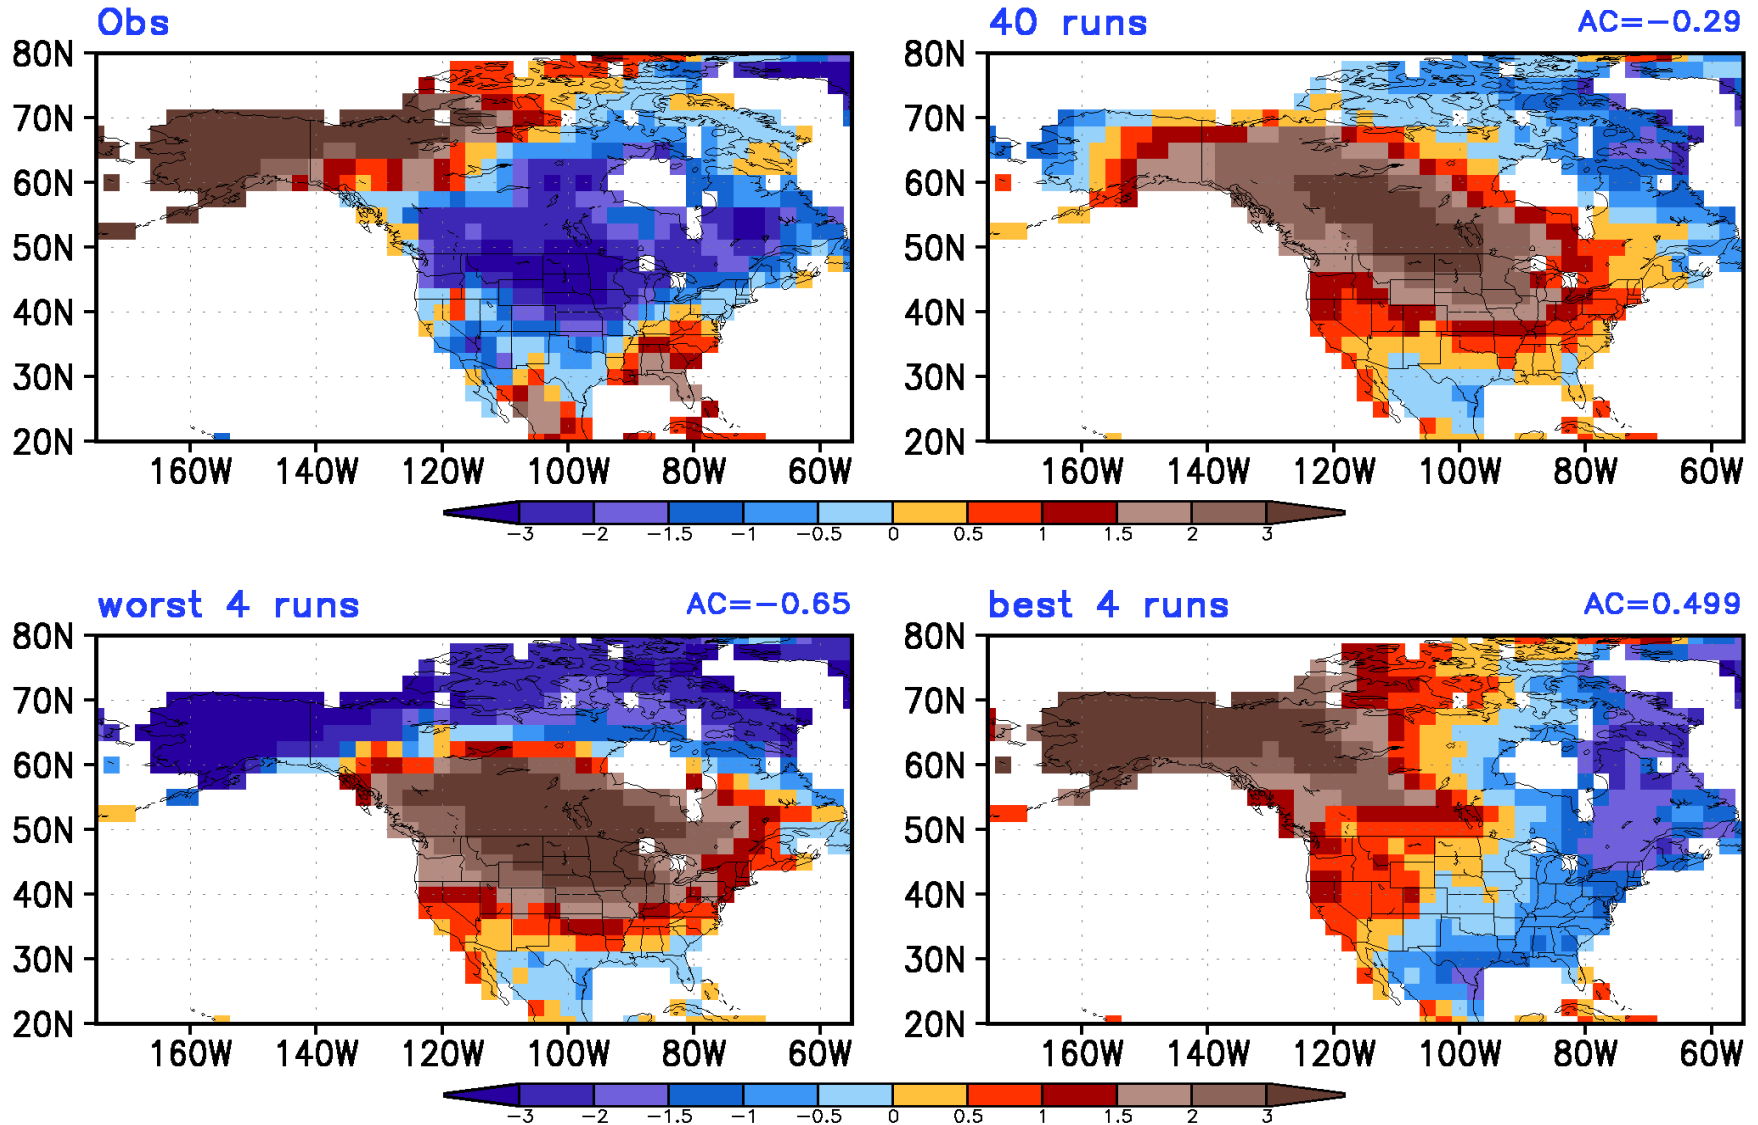 Obs
40 runs AC=-0.29
80N 80N
70N 70N
60N 60N
50N 50N
40N 40N
30N 30N
20N 20N
160W 140W 120W 100W 80W 60W 160W 140W 120W 100W 80W 60W
-3 -2 -1.5 -1 -0.5 0 0.5 1 1.5 2 3
worst 4 runs AC=-0.65
best 4 runs AC=0.499
80N 80N
70N 70N
60N 60N
50N 50N
40N 40N
30N 30N
20N 20N
160W 140W 120W 100W 80W 60W 160W 140W 120W 100W 80W 60W
-3 -2 -1.5 -1 -0.5 0 0.5 1 1.5 2 3